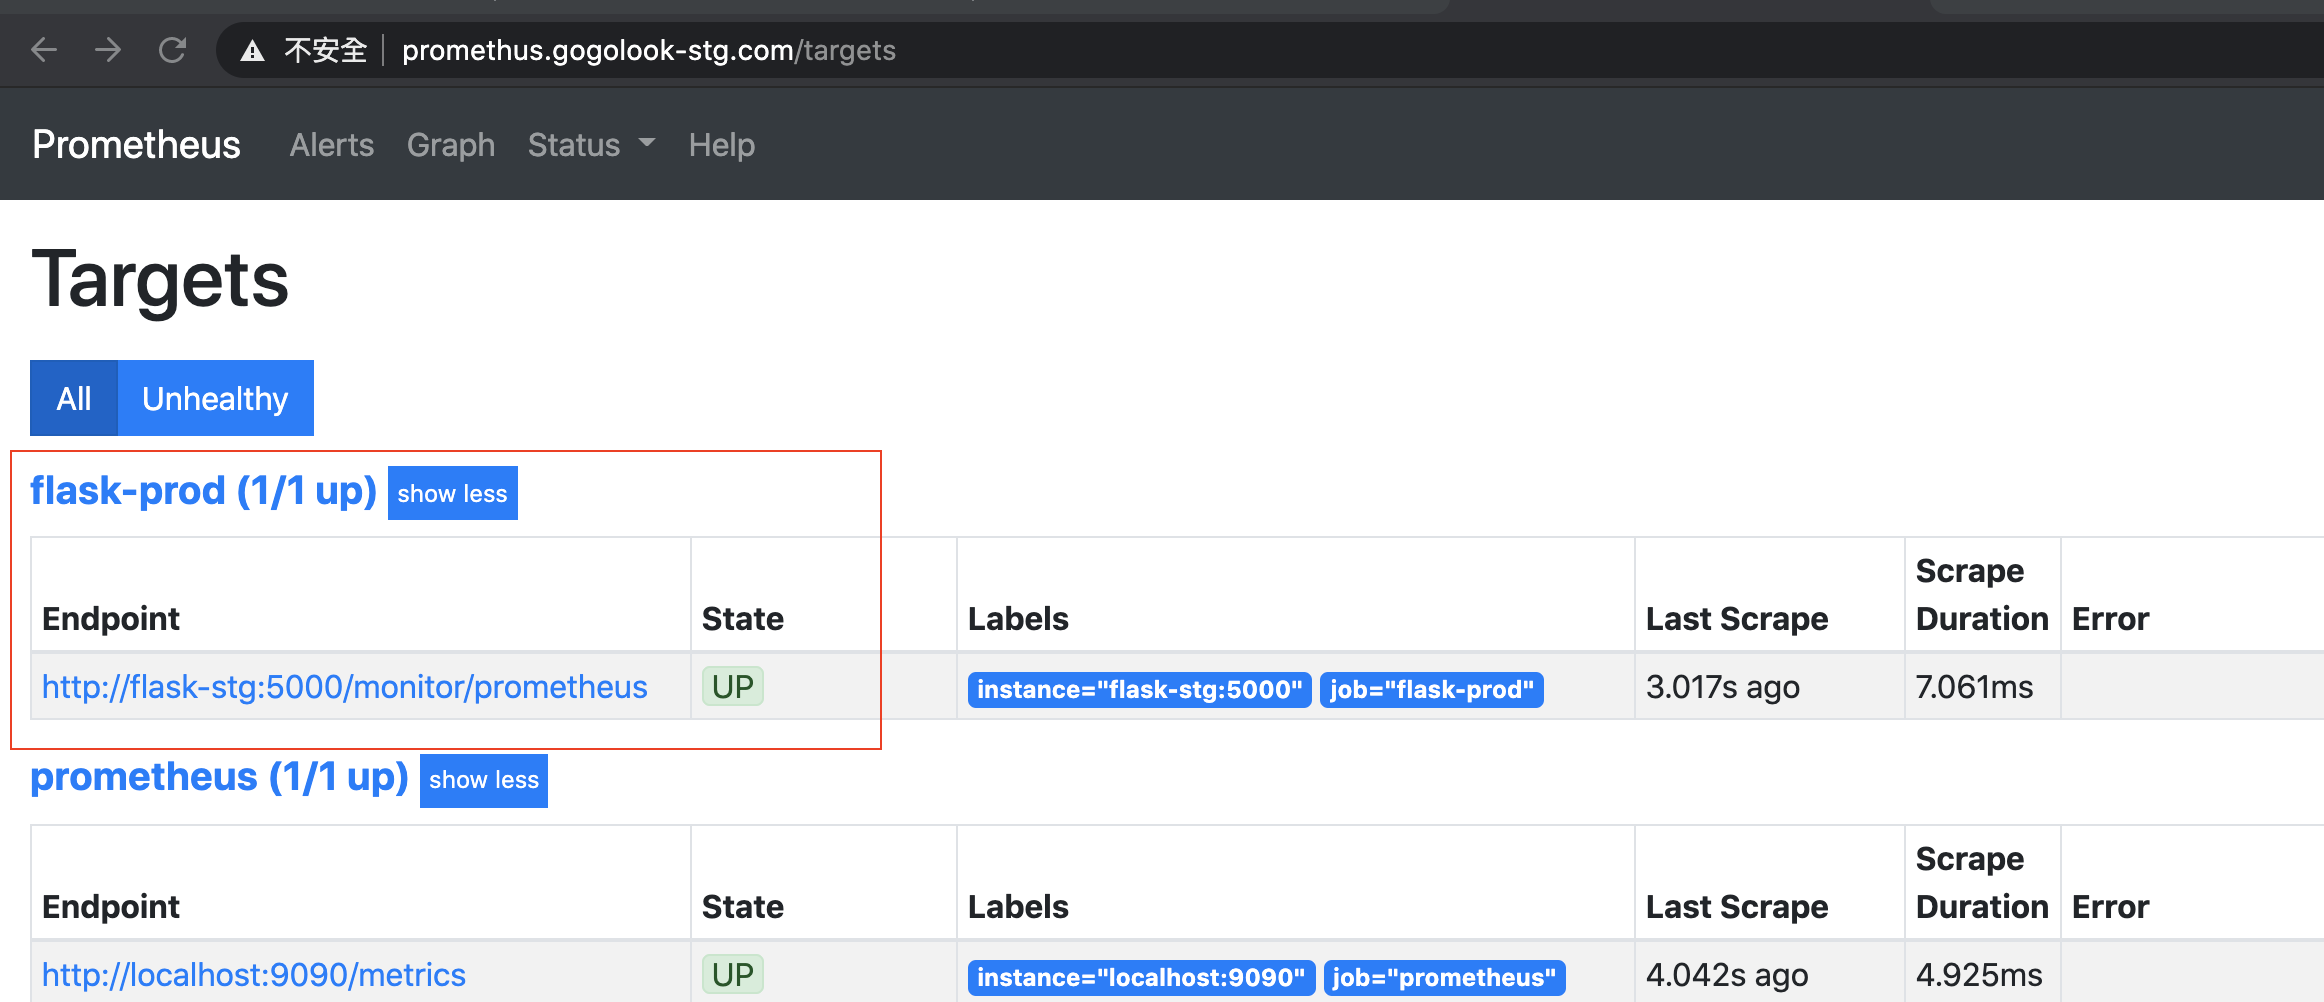 不安全 promethus.gogolook-stg.com/targets
Prometheus Alerts Graph Status Help
Targets
All Unhealthy
flask-prod (1/1 up) show less
Endpoint State Labels Last Scrape Scrape Duration Error
http://flask-stg:5000/monitor/prometheus UP instance="flask-stg:5000" job="flask-prod" 3.017s ago 7.061ms
prometheus (1/1 up) show less
Endpoint State Labels Last Scrape Scrape Duration Error
http://localhost:9090/metrics UP instance="localhost:9090" job="prometheus" 4.042s ago 4.925ms